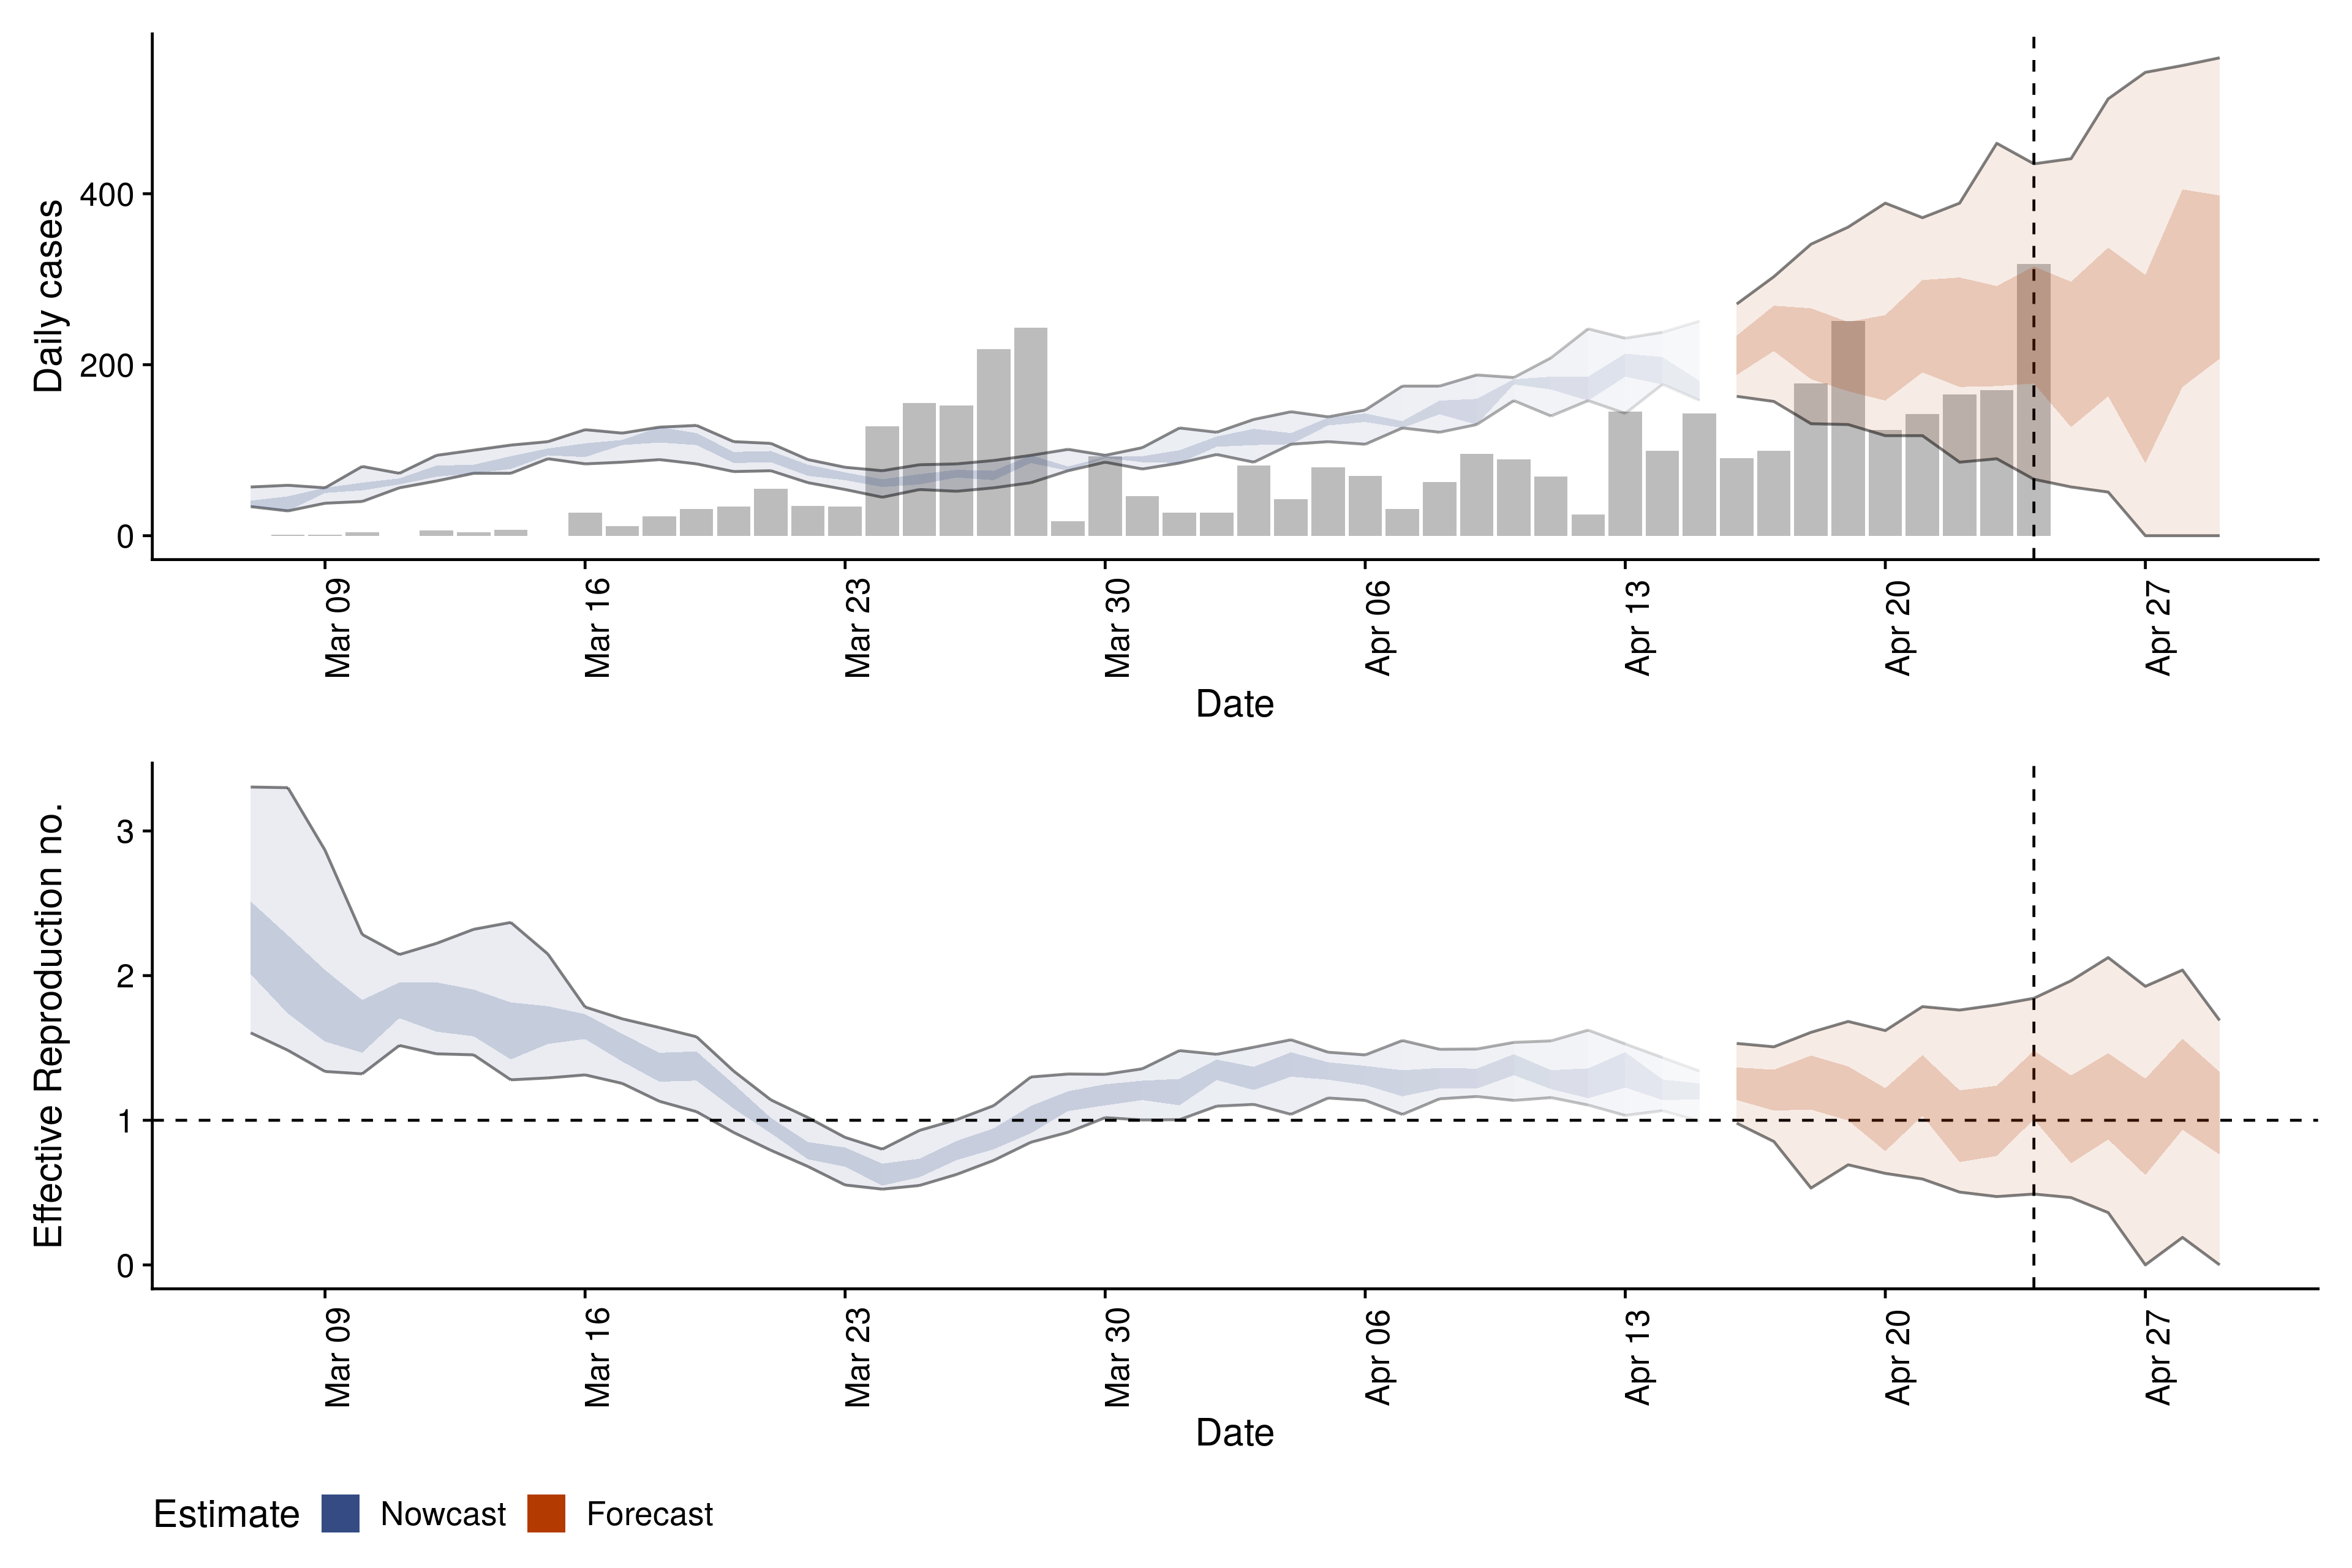 Daily cases
400
200
0
Mar 09 Mar 16 Mar 23 Mar 30 Apr 06 Apr 13 Apr 20 Apr 27
Date
Effective Reproduction no.
3
2
1
0
Mar 09 Mar 16 Mar 23 Mar 30 Apr 06 Apr 13 Apr 20 Apr 27
Date
Estimate Nowcast Forecast